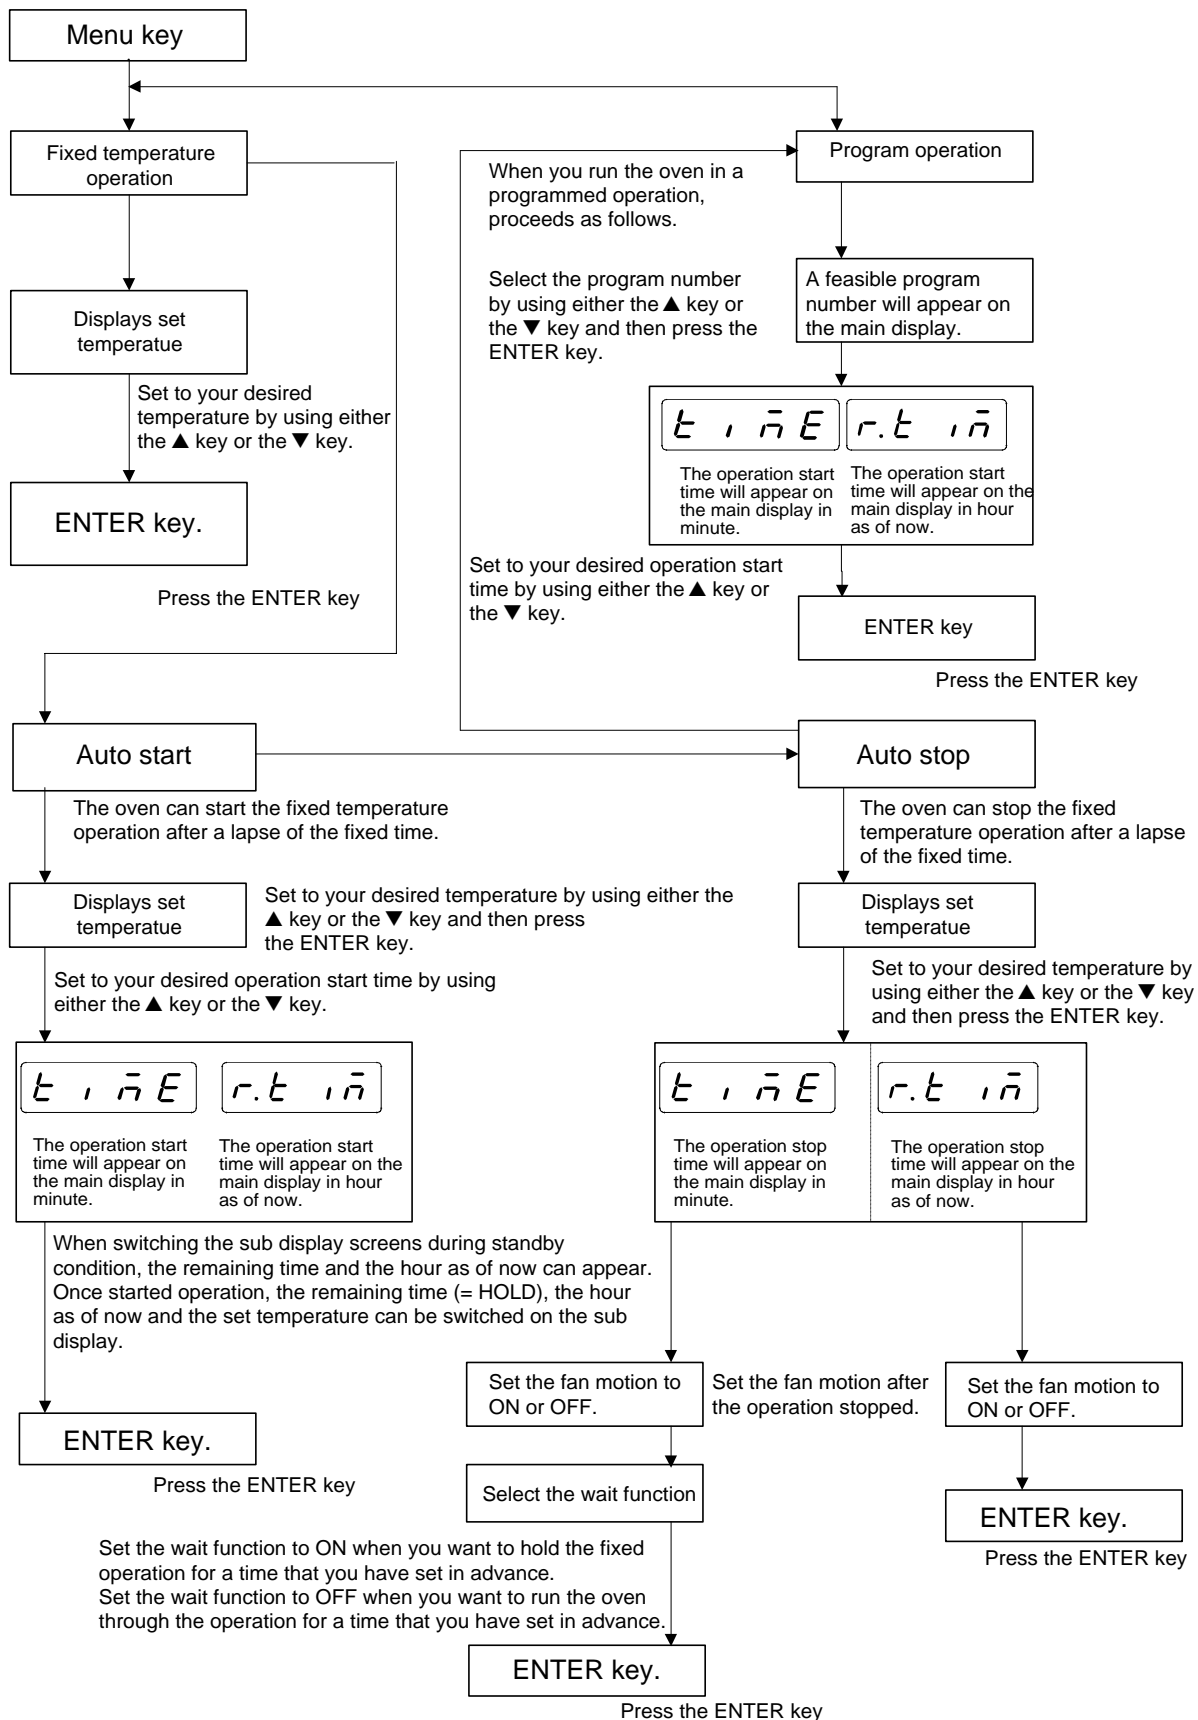 Menu key
Fixed temperature
operation
Program operation
When you run the oven in a
programmed operation,
proceeds as follows.
Select the program number
by using either the ▲ key or
the ▼ key and then press the
ENTER key.
A feasible program
number will appear on
the main display.
Displays set
temperatue
Set to your desired
temperature by using either
the ▲ key or the ▼ key.
ENTER key.
Press the ENTER key
timE
r.tim
The operation start
time will appear on
the main display in
minute.
The operation start
time will appear on the
main display in hour
as of now.
Set to your desired operation start
time by using either the ▲ key or
the ▼ key.
ENTER key
Press the ENTER key
Auto start
Auto stop
The oven can start the fixed temperature
operation after a lapse of the fixed time.
The oven can stop the fixed
temperature operation after a lapse
of the fixed time.
Displays set
temperatue
Set to your desired temperature by using either the
▲ key or the ▼ key and then press
the ENTER key.
Displays set
temperatue
Set to your desired operation start time by using
either the ▲ key or the ▼ key.
Set to your desired temperature by
using either the ▲ key or the ▼ key
and then press the ENTER key.
timE
r.tim
The operation start
time will appear on
the main display in
minute.
The operation start
time will appear on the
main display in hour
as of now.
timE
r.tim
The operation stop
time will appear on
the main display in
minute.
The operation stop
time will appear on the
main display in hour
as of now.
When switching the sub display screens during standby
condition, the remaining time and the hour as of now can appear.
Once started operation, the remaining time (= HOLD), the hour
as of now and the set temperature can be switched on the sub
display.
Set the fan motion to
ON or OFF.
Set the fan motion after
the operation stopped.
Set the fan motion to
ON or OFF.
ENTER key.
Press the ENTER key
Select the wait function
ENTER key.
Press the ENTER key
Set the wait function to ON when you want to hold the fixed
operation for a time that you have set in advance.
Set the wait function to OFF when you want to run the oven
through the operation for a time that you have set in advance.
ENTER key.
Press the ENTER key